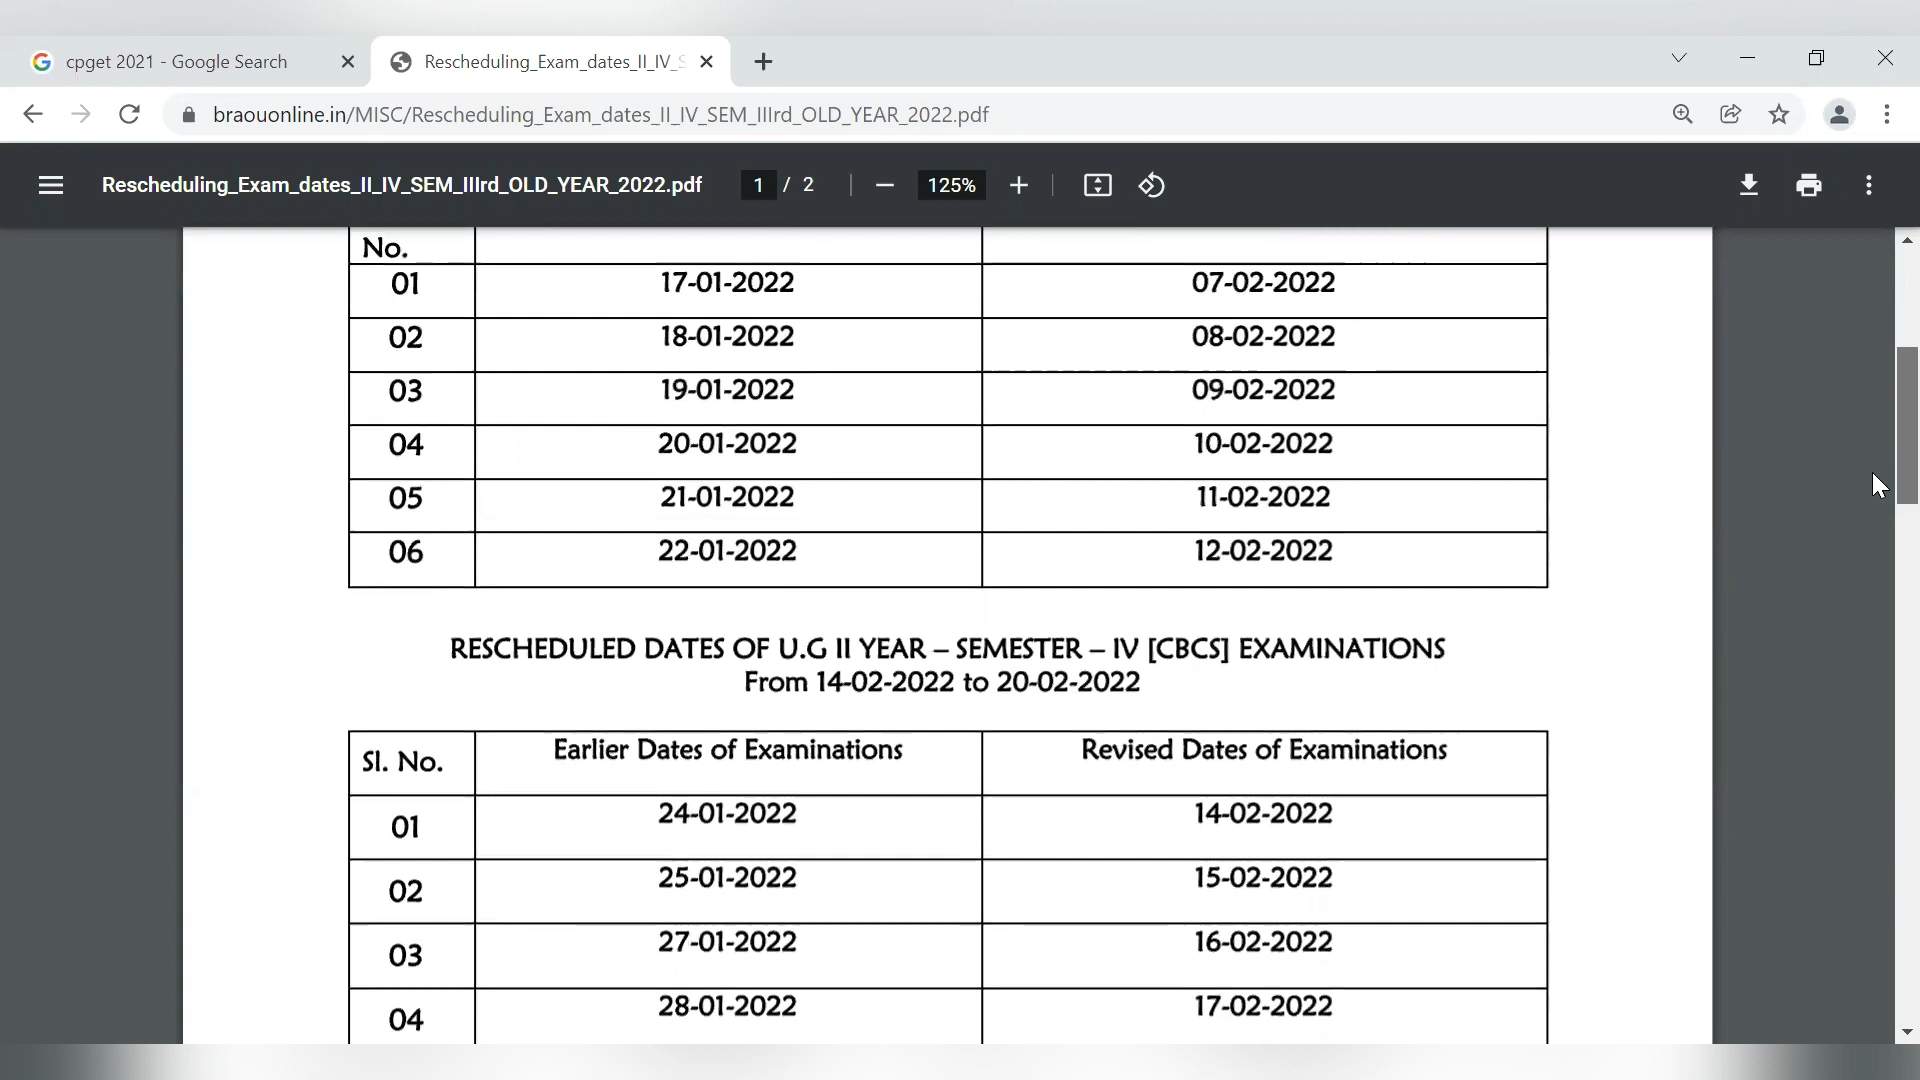 cpget 2021 - Google Search
Rescheduling_Exam_dates_II_IV_S
braouonline.in/MISC/Rescheduling_Exam_dates_II_IV_SEM_IIIrd_OLD_YEAR_2022.pdf
Rescheduling_Exam_dates_II_IV_SEM_IIIrd_OLD_YEAR_2022.pdf 1 / 2 125%
No.
01 17-01-2022 07-02-2022
02 18-01-2022 08-02-2022
03 19-01-2022 09-02-2022
04 20-01-2022 10-02-2022
05 21-01-2022 11-02-2022
06 22-01-2022 12-02-2022
RESCHEDULED DATES OF U.G II YEAR – SEMESTER – IV [CBCS] EXAMINATIONS
From 14-02-2022 to 20-02-2022
Sl. No. Earlier Dates of Examinations Revised Dates of Examinations
01 24-01-2022 14-02-2022
02 25-01-2022 15-02-2022
03 27-01-2022 16-02-2022
04 28-01-2022 17-02-2022